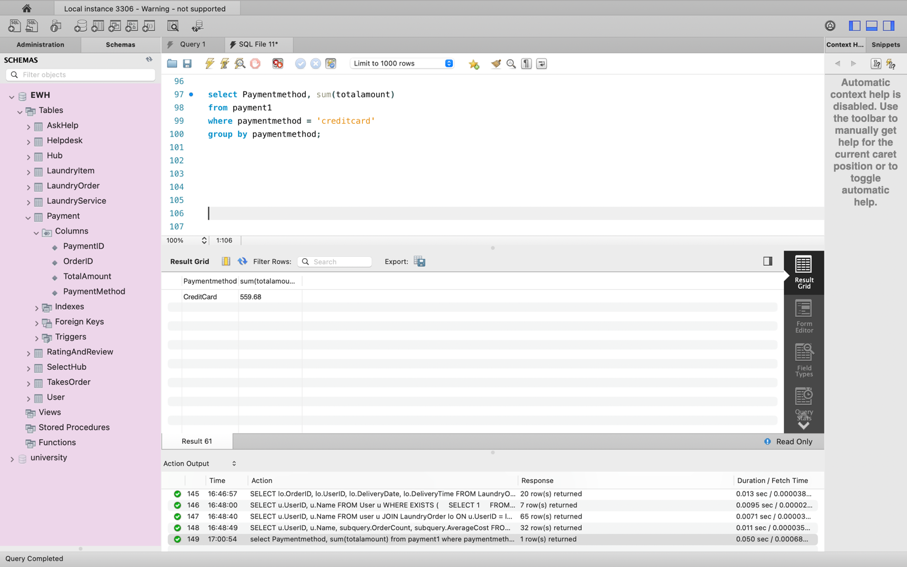 Local instance 3306 - Warning - not supported
Administration
Schemas
Query 1
SQL File 11*
Context H...
Snippets
SCHEMAS
Filter objects
EWH
Tables
AskHelp
Helpdesk
Hub
LaundryItem
LaundryOrder
LaundryService
Payment
Columns
PaymentID
OrderID
TotalAmount
PaymentMethod
Indexes
Foreign Keys
Triggers
RatingAndReview
SelectHub
TakesOrder
User
Views
Stored Procedures
Functions
university
Limit to 1000 rows
96
97 select Paymentmethod, sum(totalamount)
98 from payment1
99 where paymentmethod = 'creditcard'
100 group by paymentmethod;
101
102
103
104
105
106
107
100%
1:106
Automatic
context help is
disabled. Use
the toolbar to
manually get
help for the
current caret
position or to
toggle
automatic
help.
Result Grid
Filter Rows:
Search
Export:
Paymentmethod sum(totalamou...
CreditCard 559.68
Result
Grid
Form
Editor
Field
Types
Query
Stats
Result 61
Read Only
Action Output
Time Action Response Duration / Fetch Time
145 16:46:57 SELECT lo.OrderID, lo.UserID, lo.DeliveryDate, lo.DeliveryTime FROM LaundryO... 20 row(s) returned 0.013 sec / 0.000038...
146 16:48:00 SELECT u.UserID, u.Name FROM User u WHERE EXISTS ( SELECT 1 FROM... 7 row(s) returned 0.0095 sec / 0.000002...
147 16:48:40 SELECT u.UserID, u.Name FROM user u JOIN LaundryOrder lo ON u.UserID = l... 65 row(s) returned 0.0071 sec / 0.00003...
148 16:48:49 SELECT u.UserID, u.Name, subquery.OrderCount, subquery.AverageCost FRO... 32 row(s) returned 0.011 sec / 0.000035...
149 17:00:54 select Paymentmethod, sum(totalamount) from payment1 where paymentmeth... 1 row(s) returned 0.050 sec / 0.00068...
Query Completed